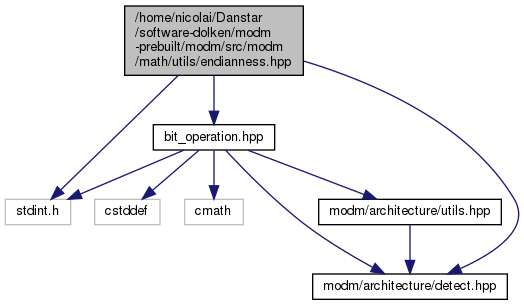 /home/nicolai/Danstar
/software-dolken/modm
-prebuilt/modm/src/modm
/math/utils/endianness.hpp
bit_operation.hpp
stdint.h
cstddef
cmath
modm/architecture/utils.hpp
modm/architecture/detect.hpp